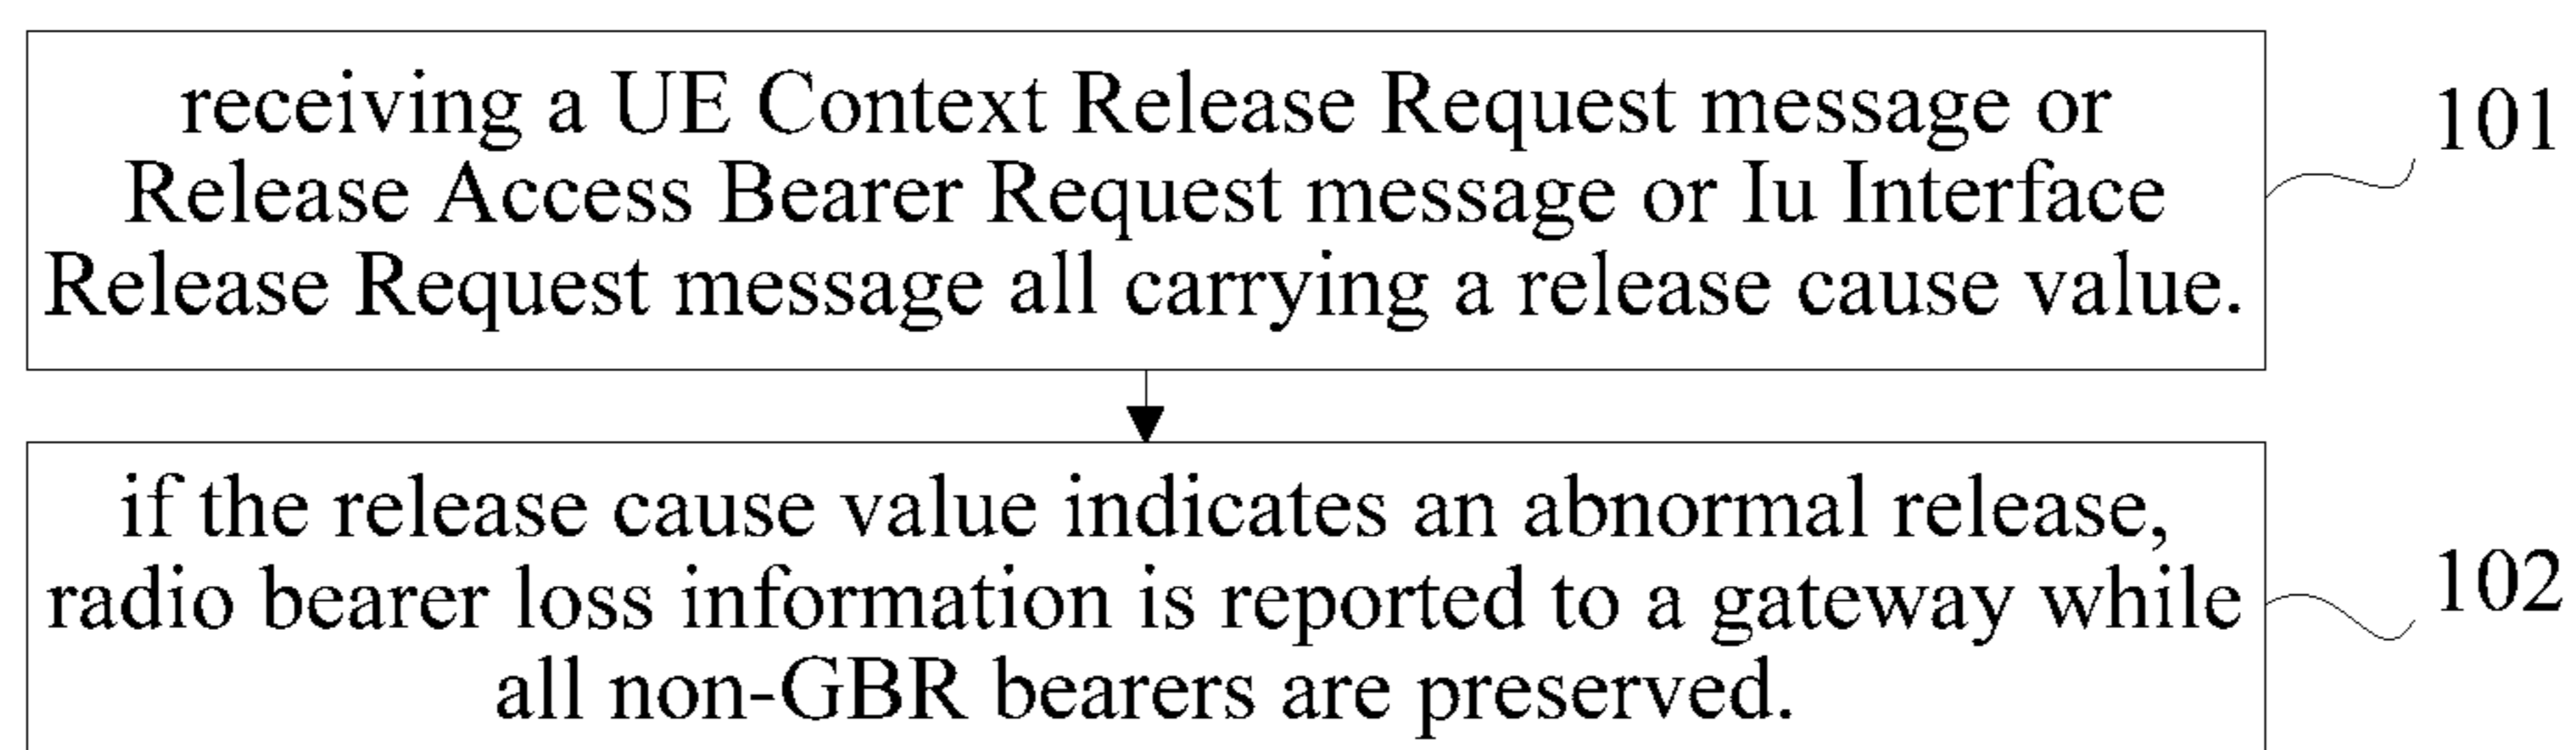 receiving a UE Context Release Request message or
Release Access Bearer Request message or Iu Interface
Release Request message all carrying a release cause value.
101
if the release cause value indicates an abnormal release,
radio bearer loss information is reported to a gateway while
all non-GBR bearers are preserved.
102